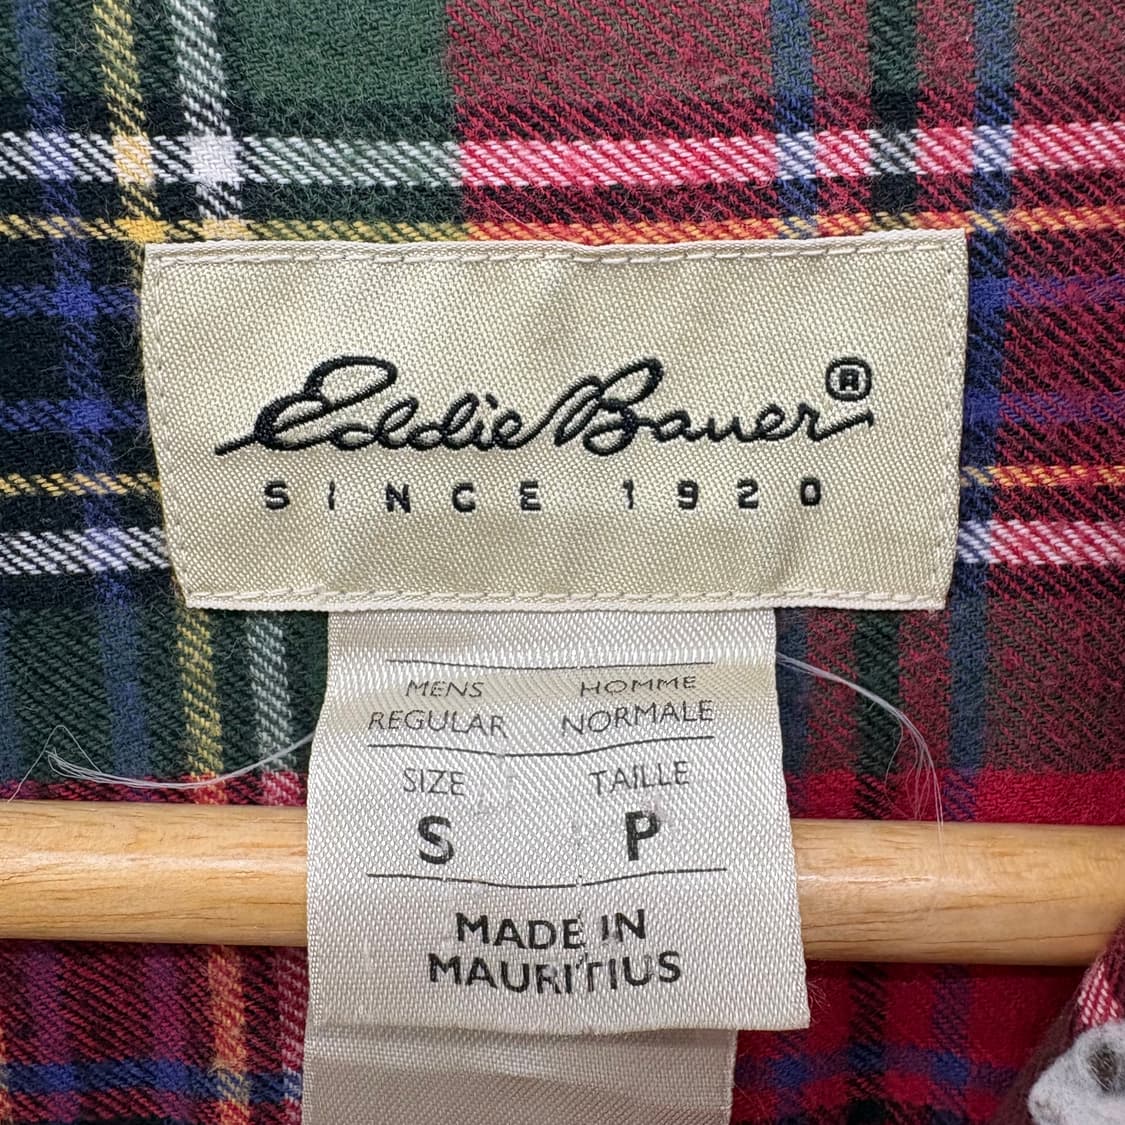 Eddie Bauer®
SINCE 1920
MENS HOMME
REGULAR NORMALE
SIZE TAILLE
S P
MADE IN
MAURITIUS